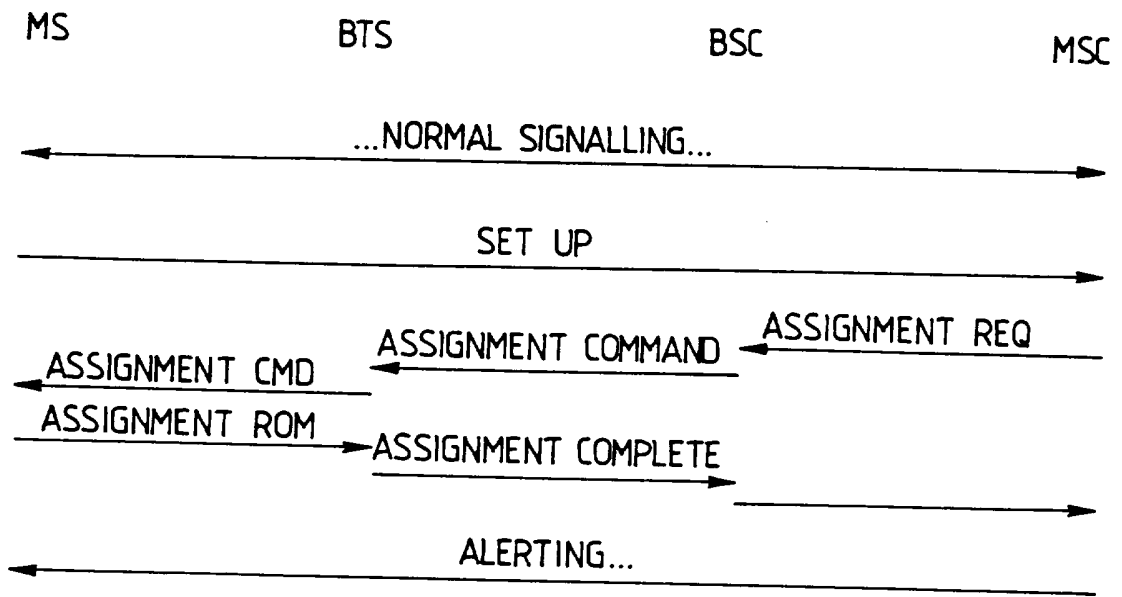 MS BTS BSC MSC
...NORMAL SIGNALLING...
SET UP
ASSIGNMENT REQ
ASSIGNMENT COMMAND
ASSIGNMENT CMD
ASSIGNMENT ROM
ASSIGNMENT COMPLETE
ALERTING...